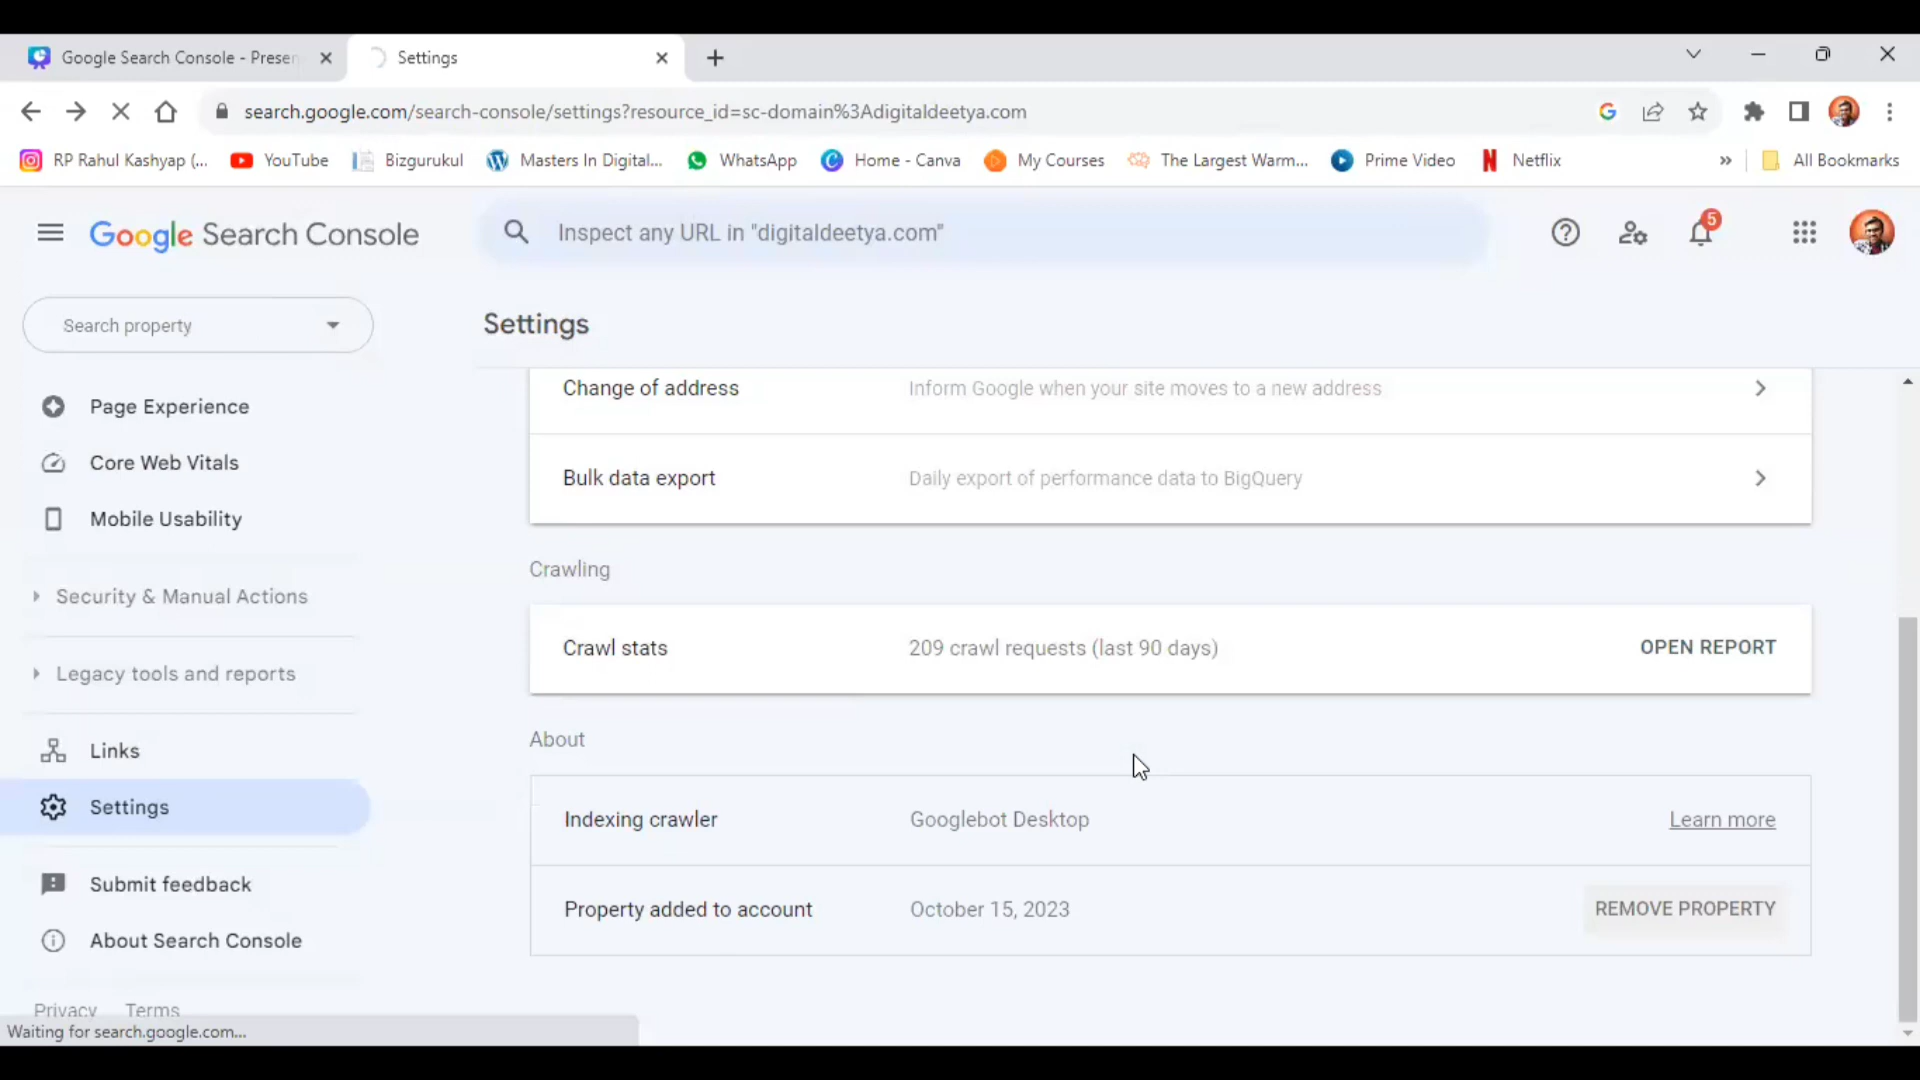 Google Search Console - Presen
Settings
search.google.com/search-console/settings?resource_id=sc-domain%3Adigitaldeetya.com
RP Rahul Kashyap (...
YouTube
Bizgurukul
Masters In Digital...
WhatsApp
Home - Canva
My Courses
The Largest Warm...
Prime Video
Netflix
»
All Bookmarks
Google Search Console
Inspect any URL in "digitaldeetya.com"
5
Search property
Settings
Change of address
Inform Google when your site moves to a new address
Page Experience
Bulk data export
Daily export of performance data to BigQuery
Core Web Vitals
Mobile Usability
Crawling
Security & Manual Actions
Crawl stats
209 crawl requests (last 90 days)
OPEN REPORT
Legacy tools and reports
About
Links
Indexing crawler
Googlebot Desktop
Learn more
Settings
Submit feedback
Property added to account
October 15, 2023
REMOVE PROPERTY
About Search Console
Privacy
Terms
Waiting for search.google.com...